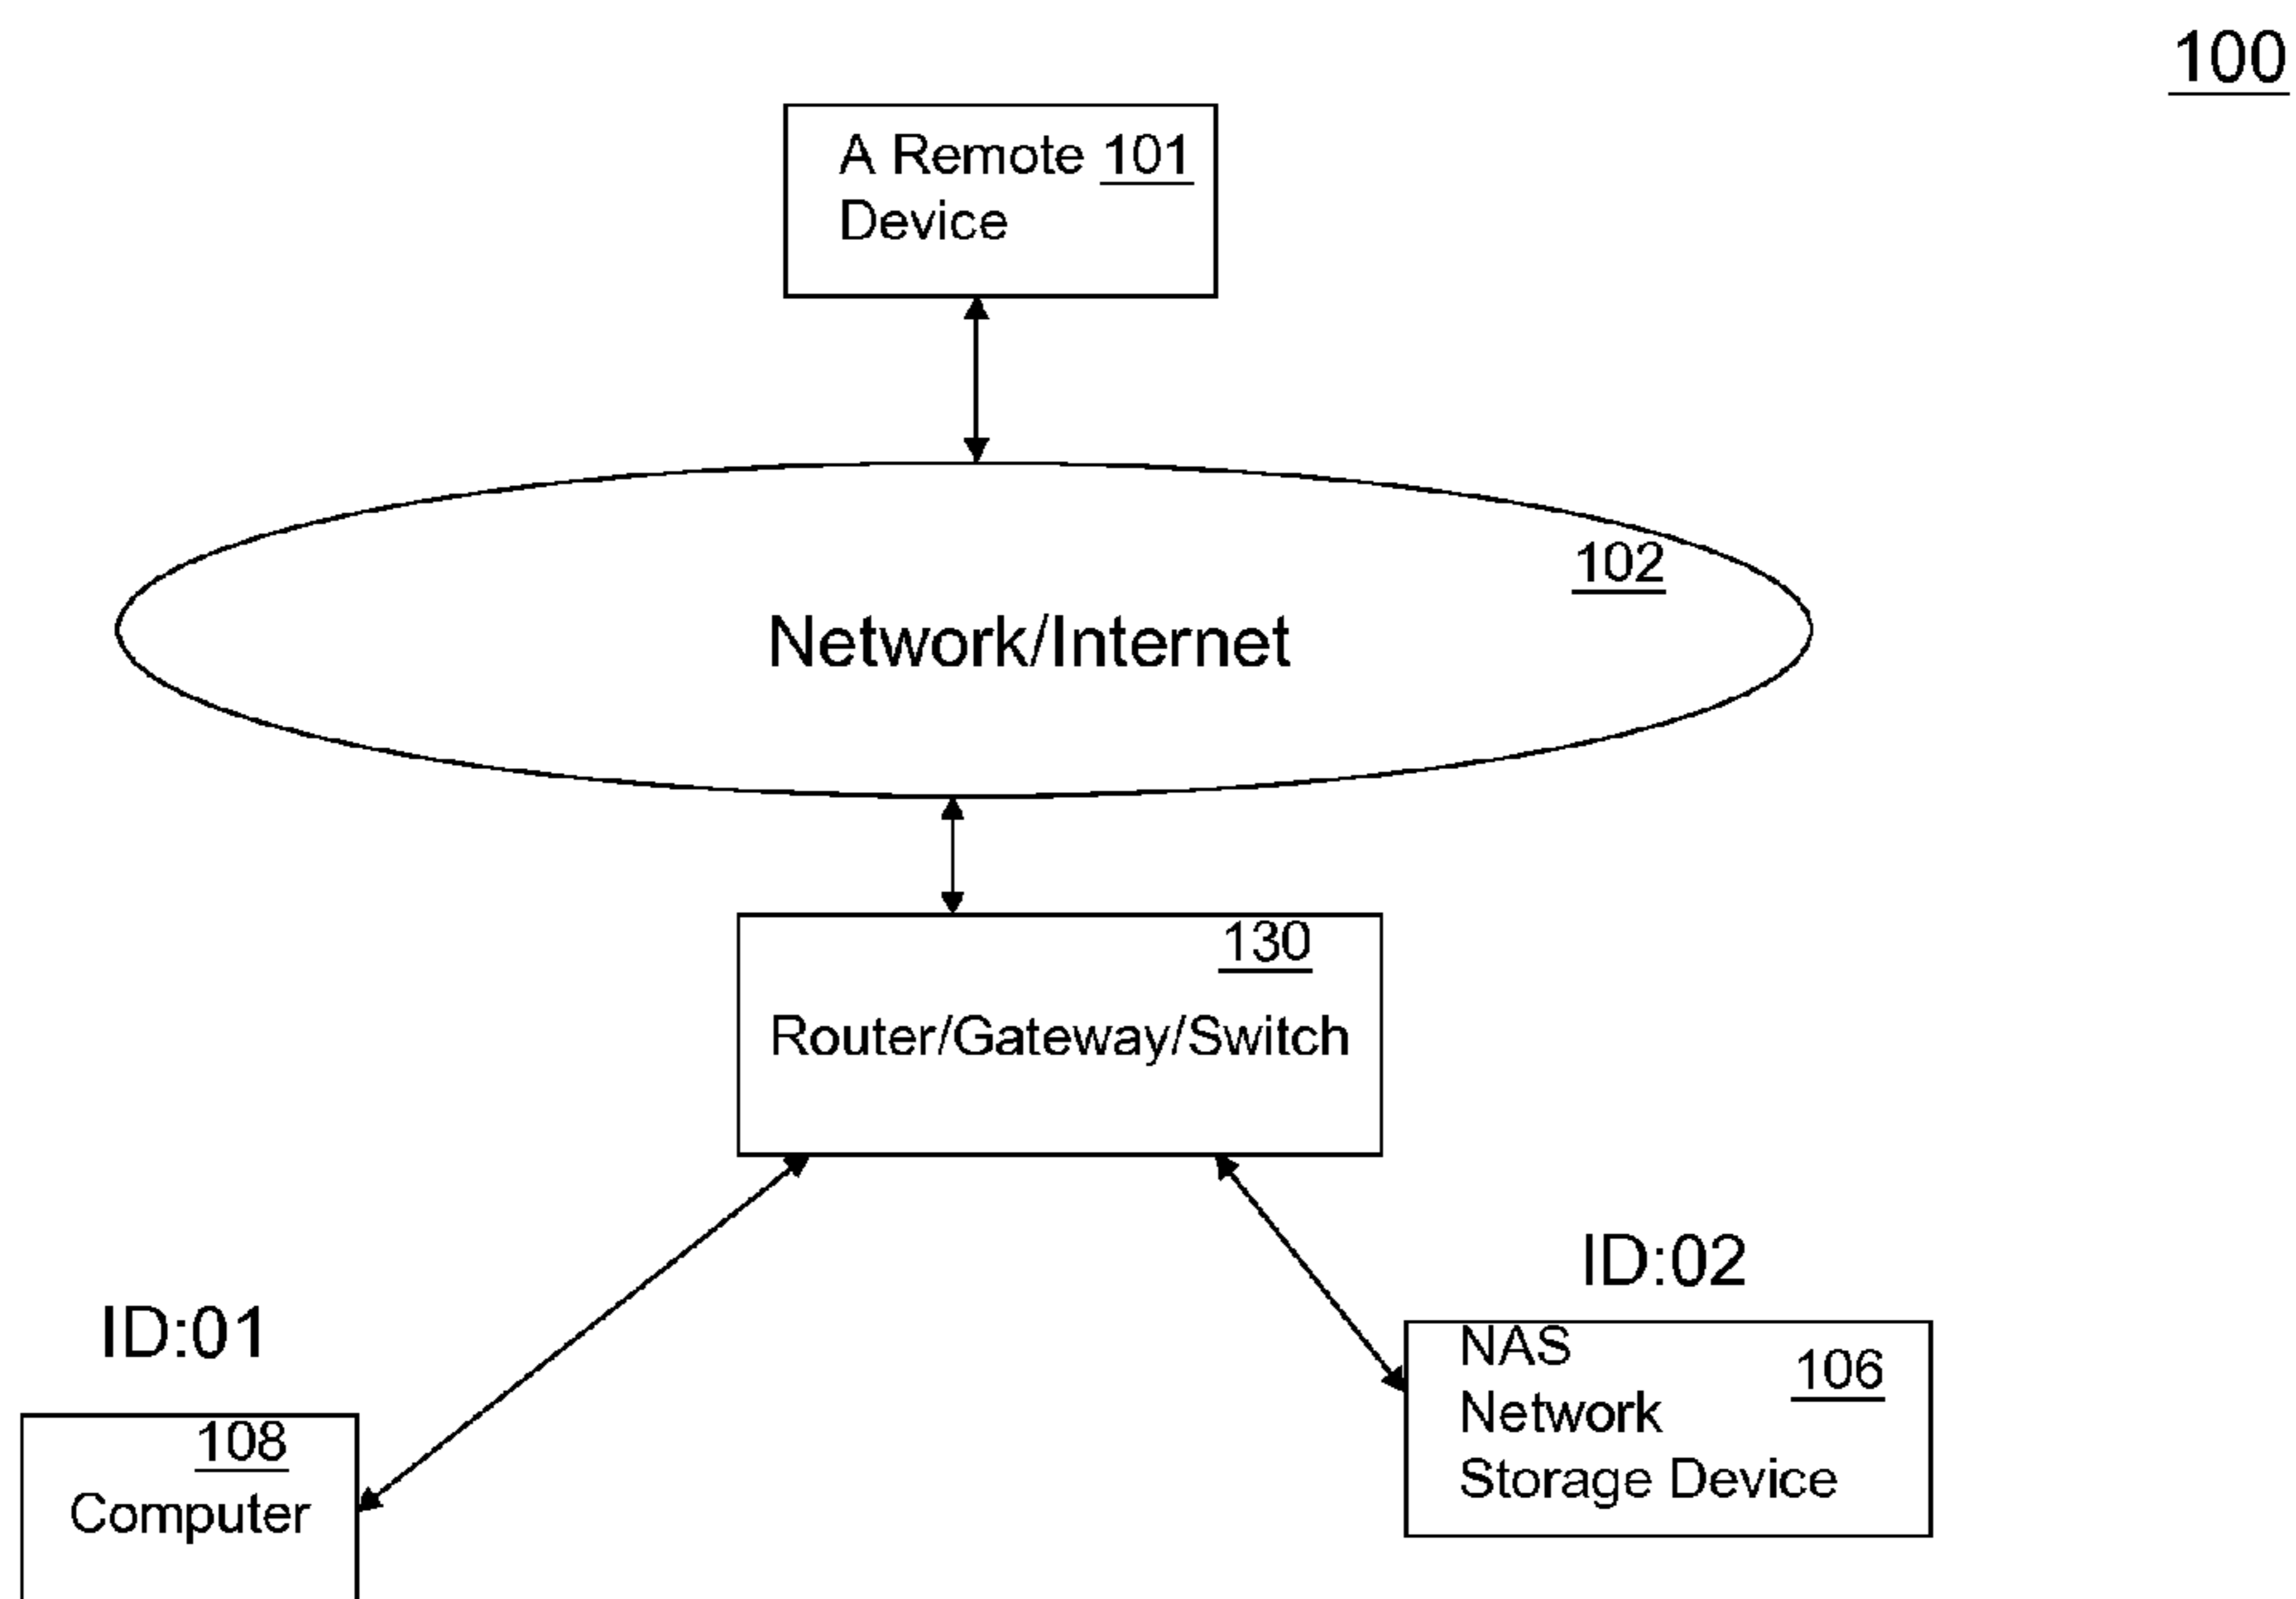 100
A Remote 101
Device
102
Network/Internet
130
Router/Gateway/Switch
ID:02
ID:01
NAS
106
Network
Storage Device
108
Computer